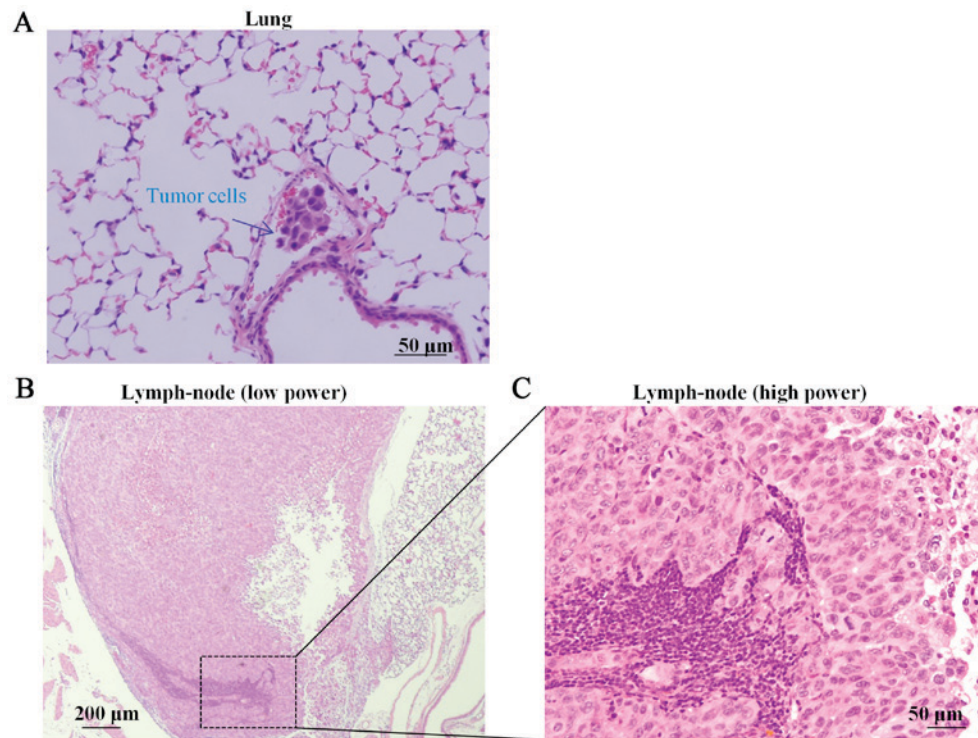 A
Lung
Tumor cells
50 µm
B
Lymph-node (low power)
200 µm
C
Lymph-node (high power)
50 µm